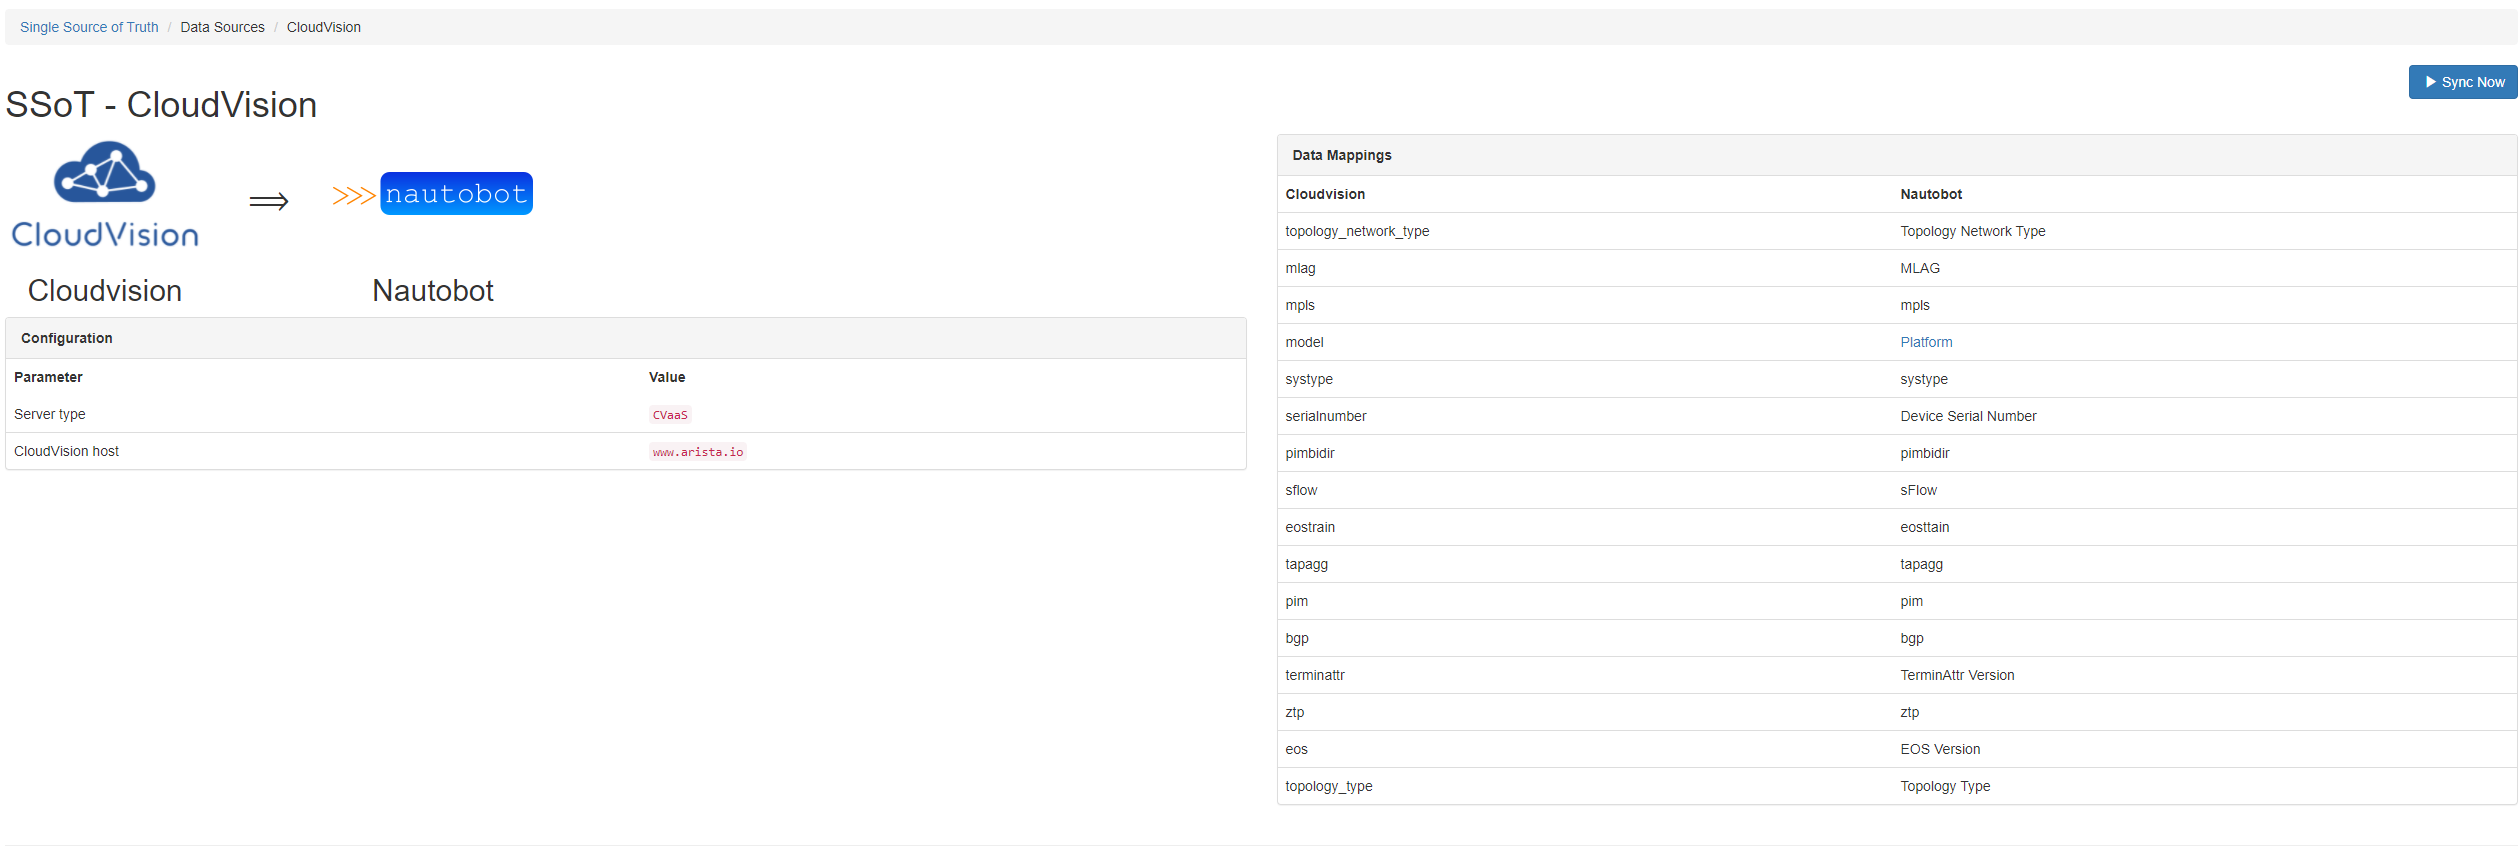 Single Source of Truth / Data Sources / CloudVision
Sync Now
SSoT - CloudVision
CloudVision
>>> nautobot
Cloudvision Nautobot
Configuration
Parameter Value
Server type CVaaS
CloudVision host www.arista.io
Data Mappings
Cloudvision Nautobot
topology_network_type Topology Network Type
mlag MLAG
mpls mpls
model Platform
systype systype
serialnumber Device Serial Number
pimbidir pimbidir
sflow sFlow
eostrain eosttain
tapagg tapagg
pim pim
bgp bgp
terminattr TerminAttr Version
ztp ztp
eos EOS Version
topology_type Topology Type